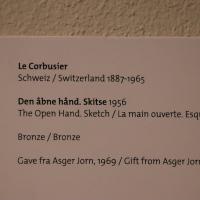 Le Corbusier
Schweiz / Switzerland 1887-1965
Den åbne hånd. Skitse 1956
The Open Hand. Sketch / La main ouverte. Esqu
Bronze / Bronze
Gave fra Asger Jorn, 1969 / Gift from Asger Jorn